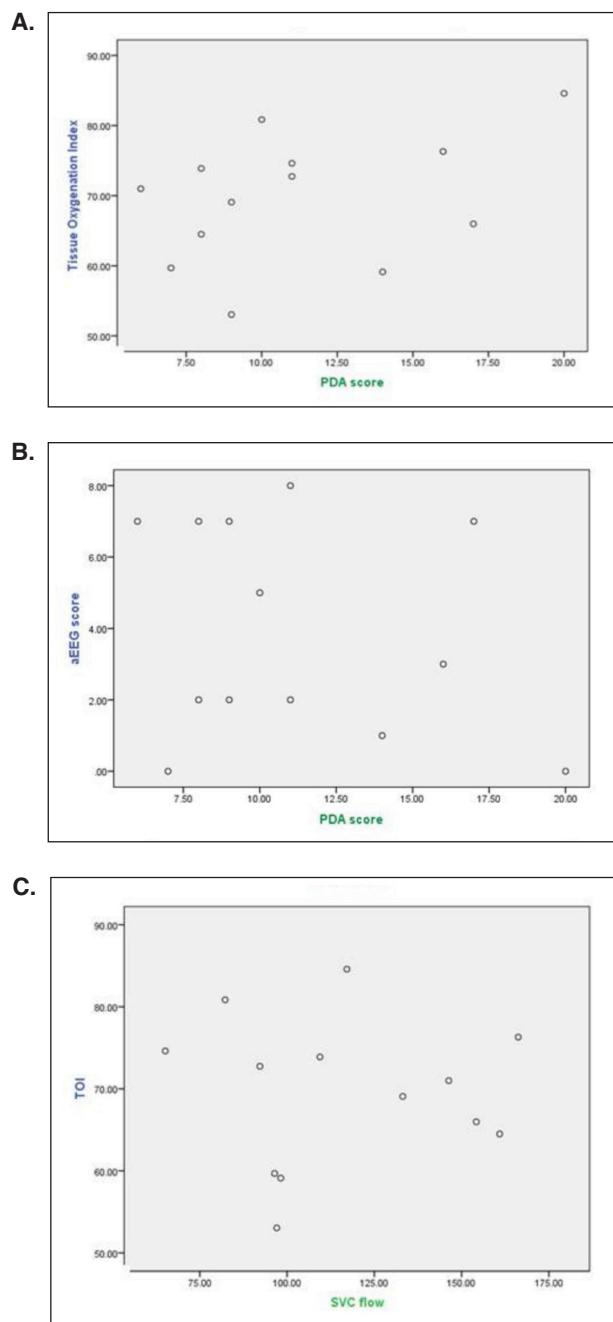 A.
Tissue Oxygenation Index
90.00
80.00
70.00
60.00
50.00
7.50 10.00 12.50 15.00 17.50 20.00
PDA score
B.
aEEG score
8.00
6.00
4.00
2.00
.00
7.50 10.00 12.50 15.00 17.50 20.00
PDA score
C.
TOI
90.00
80.00
70.00
60.00
50.00
75.00 100.00 125.00 150.00 175.00
SVC flow